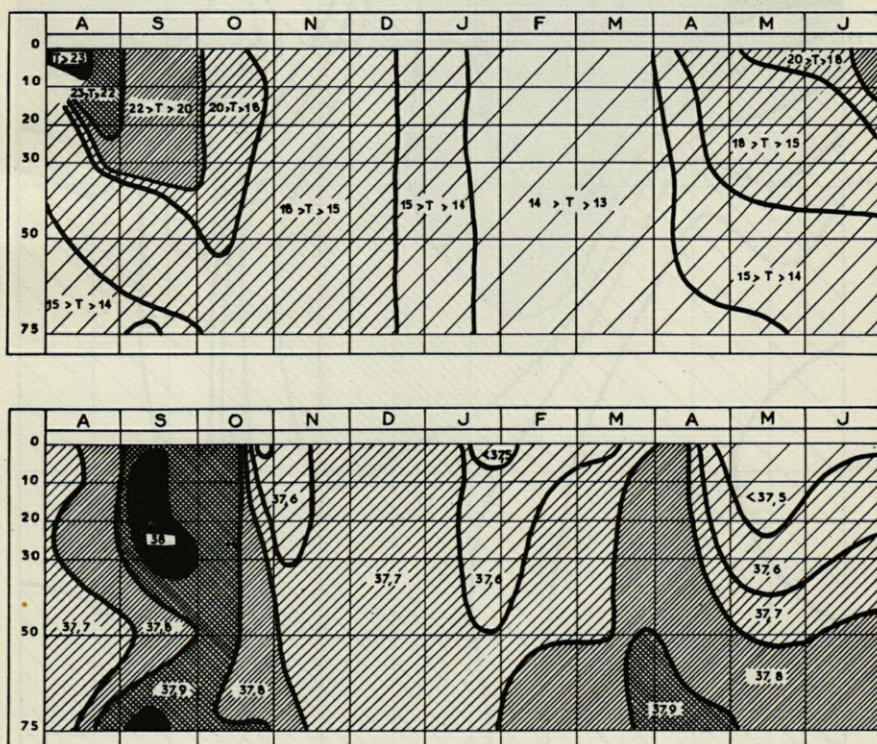 A S O N D J F M A M J
0
T>23
20>T>18
10
23>T>22
22>T>20
20>T>18
20
18>T>15
30
18>T>15
15>T>14
14>T>13
50
15>T>14
15>T>14
75
A S O N D J F M A M J
0
<37,5
10
37,6
<37,5
20
38
30
37,7
37,6
37,6
37,7
37,7
37,8
50
37,9
37,8
37,8
37,9
75